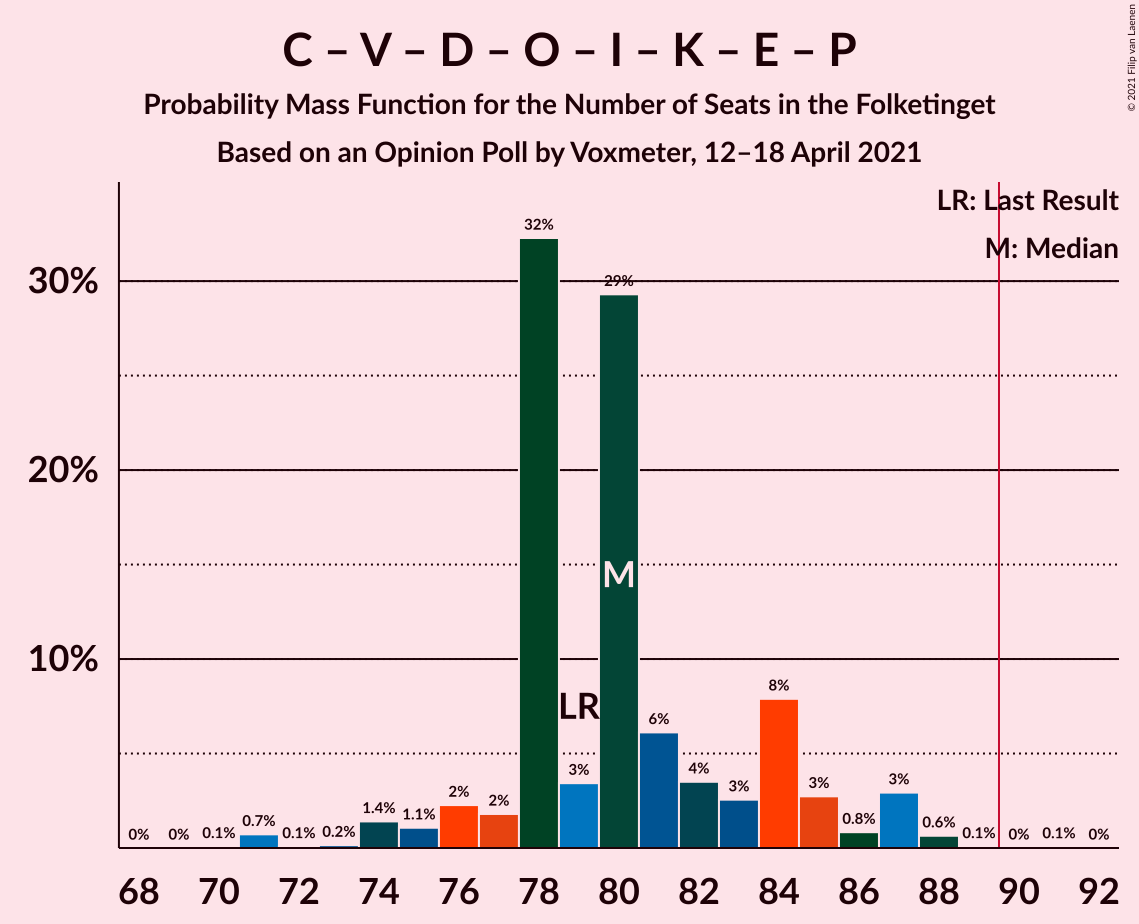 C – V – D – O – I – K – E – P
Probability Mass Function for the Number of Seats in the Folketinget
Based on an Opinion Poll by Voxmeter, 12–18 April 2021
© 2021 Filip van Laenen
LR: Last Result
M: Median
30%
20%
10%
0% 0% 0.1% 0.7% 0.1% 0.2% 1.4% 1.1% 2% 2% 32% 3% 29% 6% 4% 3% 8% 3% 0.8% 3% 0.6% 0.1% 0% 0.1% 0%
LR
M
68 70 72 74 76 78 80 82 84 86 88 90 92